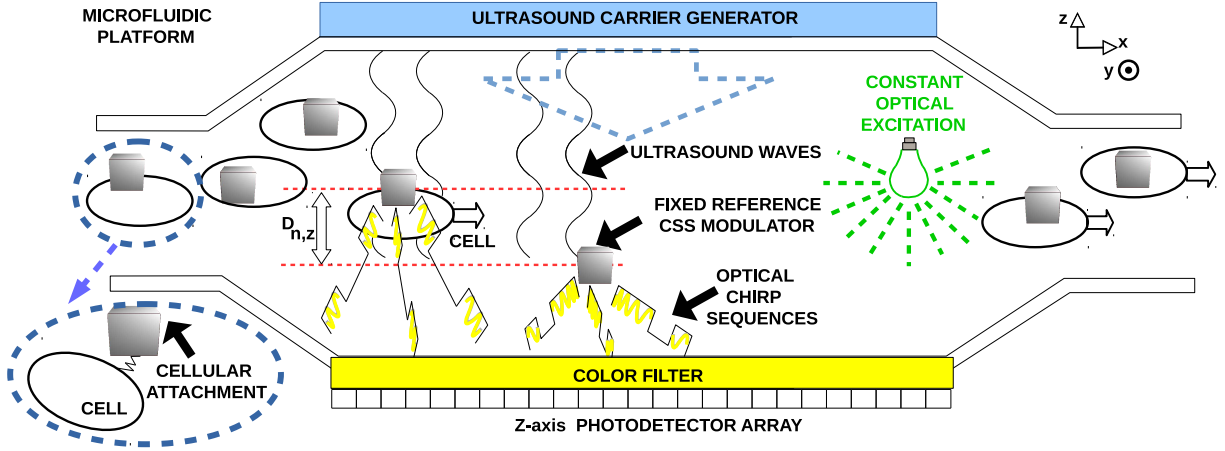 MICROFLUIDIC
PLATFORM
ULTRASOUND CARRIER GENERATOR
z
x
y
CONSTANT
OPTICAL
EXCITATION
ULTRASOUND WAVES
FIXED REFERENCE
CSS MODULATOR
D n,z
CELL
OPTICAL
CHIRP
SEQUENCES
CELLULAR
ATTACHMENT
CELL
COLOR FILTER
Z-axis PHOTODETECTOR ARRAY